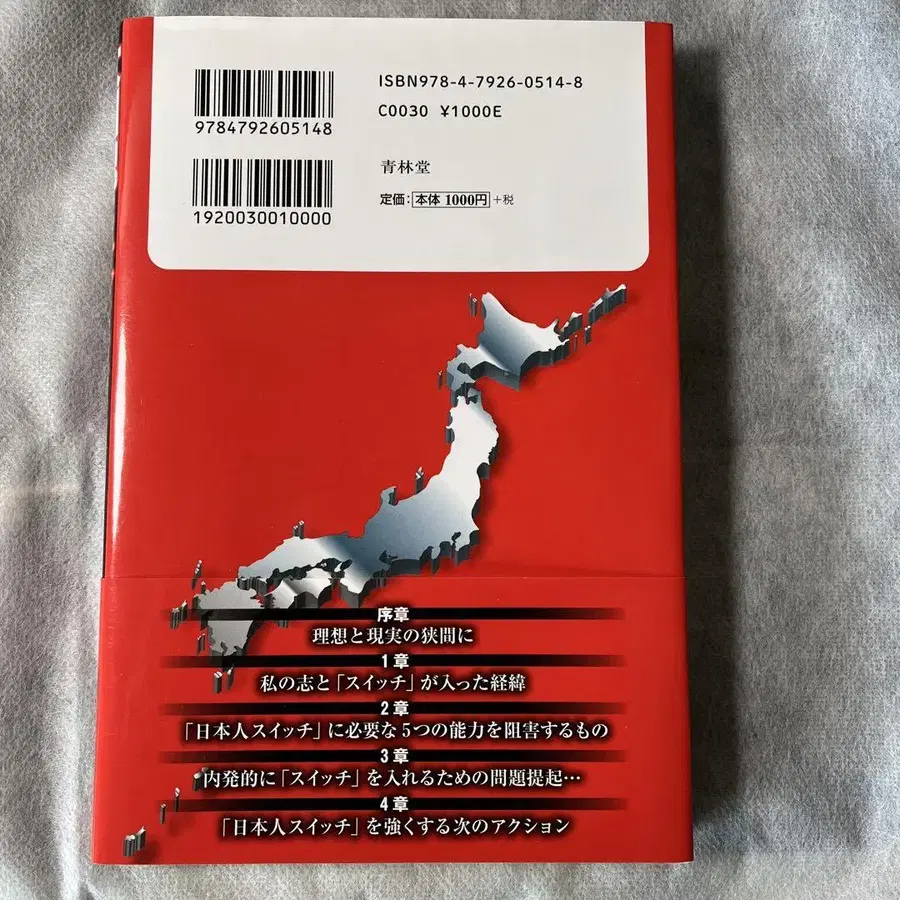 ISBN978-4-7926-0514-8
C0030 ¥1000E
9784792605148
青林堂
定価:本体 1000円+税
1920030010000
序章
理想と現実の狭間に
1章
私の志と「スイッチ」が入った経緯
2章
「日本人スイッチ」に必要な5つの能力を阻害するもの
3章
内発的に「スイッチ」を入れるための問題提起…
4章
「日本人スイッチ」を強くする次のアクション